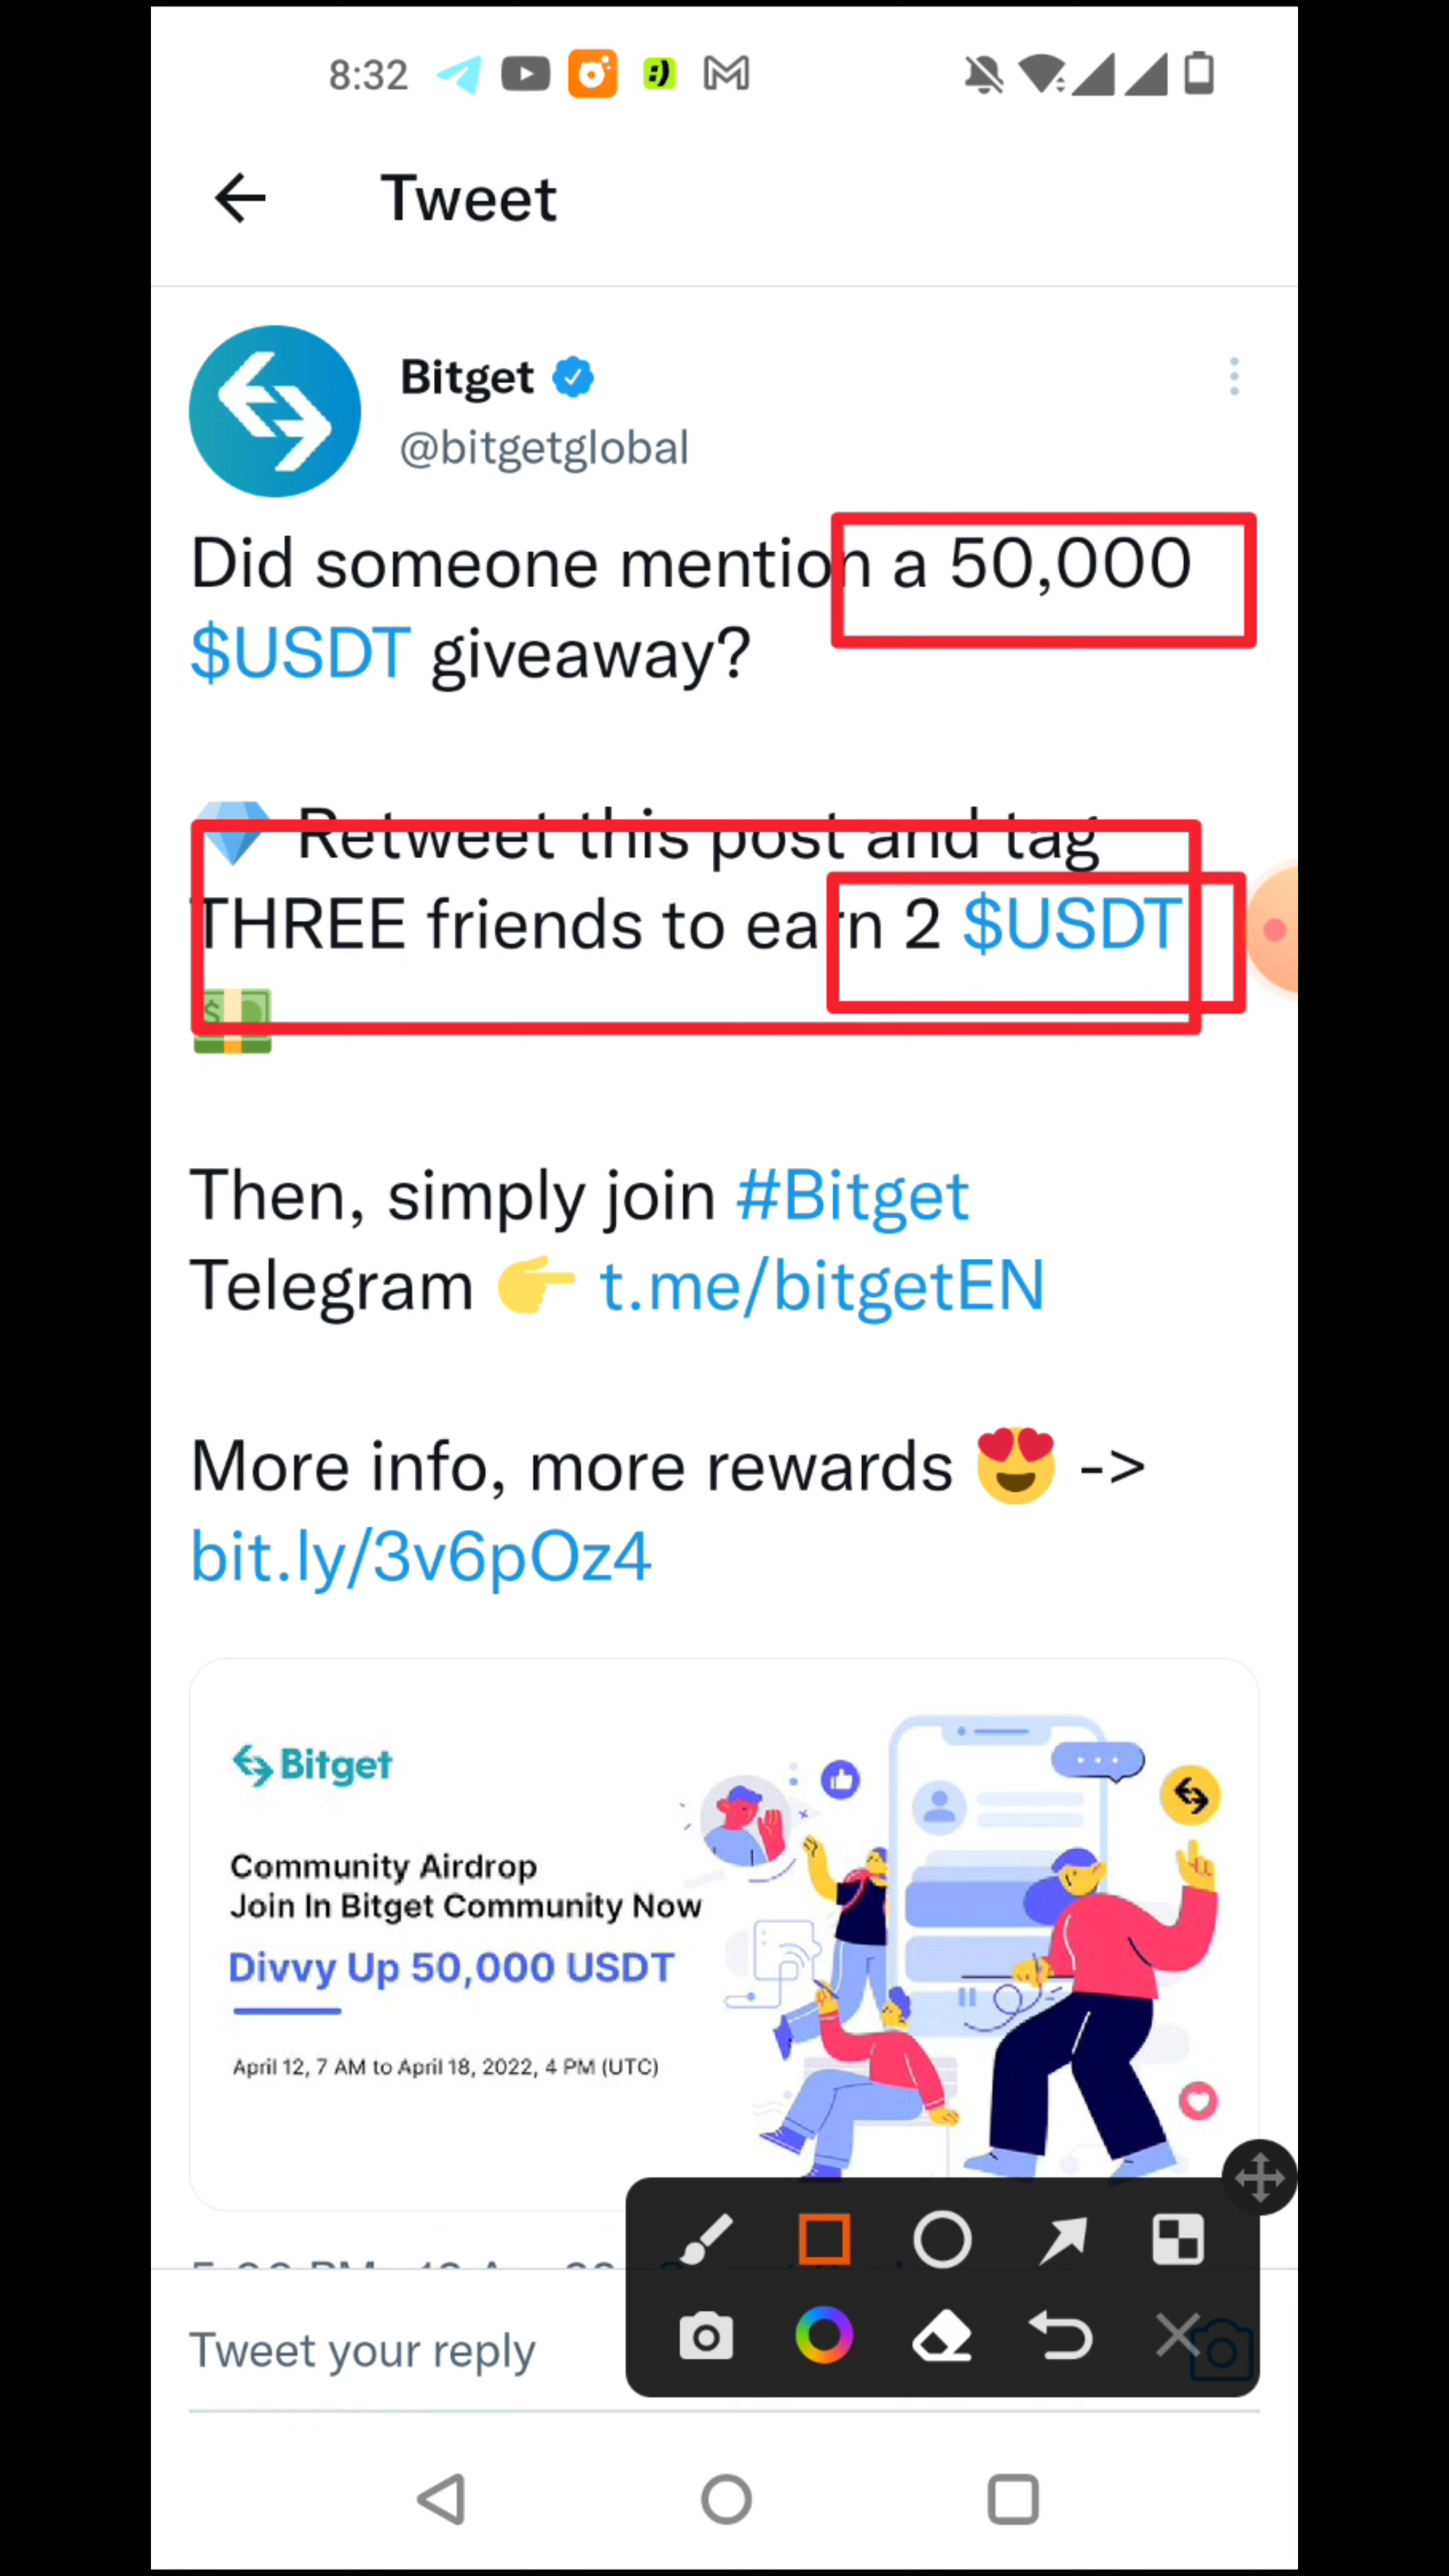 8:32
Tweet
Bitget
@bitgetglobal
Did someone mention a 50,000
$USDT giveaway?
💎 Retweet this post and tag
THREE friends to earn 2 $USDT
💵
Then, simply join #Bitget
Telegram 👉 t.me/bitgetEN
More info, more rewards 😍 ->
bit.ly/3v6pOz4
Bitget
Community Airdrop
Join In Bitget Community Now
Divvy Up 50,000 USDT
April 12, 7 AM to April 18, 2022, 4 PM (UTC)
Tweet your reply